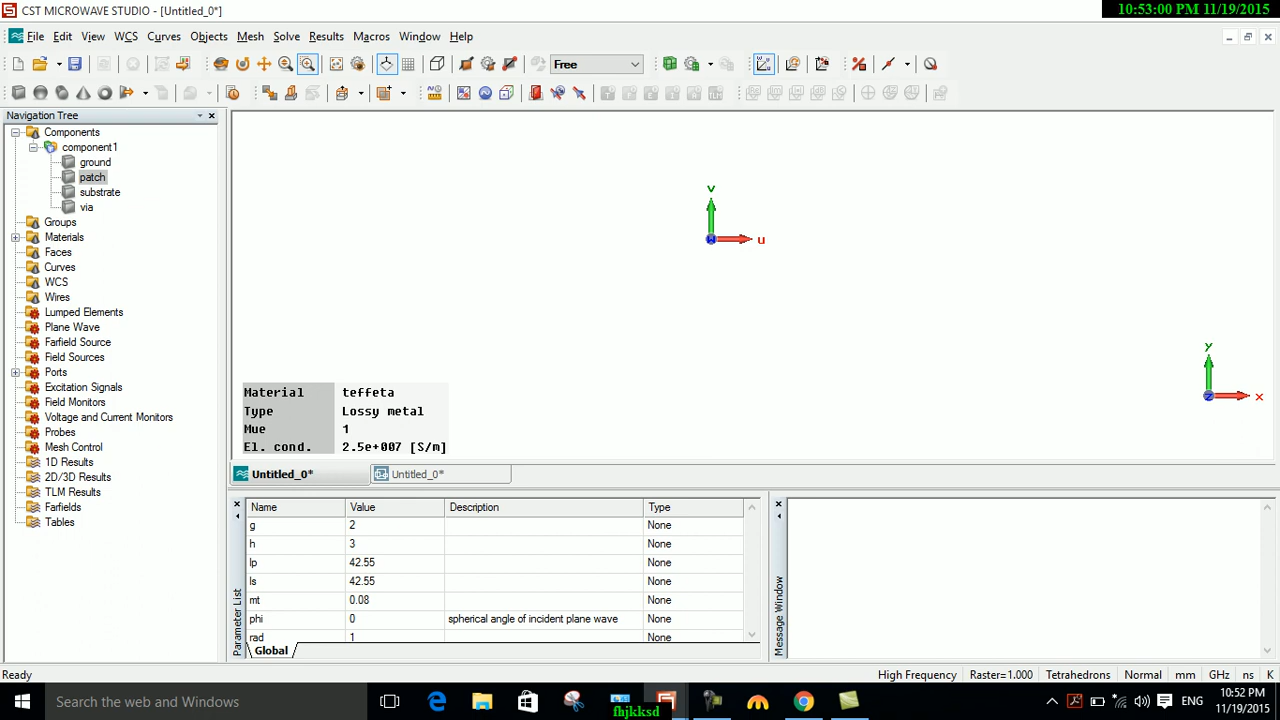 CST MICROWAVE STUDIO - [Untitled_0*]
10:53:00 PM 11/19/2015
File Edit View WCS Curves Objects Mesh Solve Results Macros Window Help
Free
Navigation Tree
Components
component1
ground
patch
substrate
via
Groups
Materials
Faces
Curves
WCS
Wires
Lumped Elements
Plane Wave
Farfield Source
Field Sources
Ports
Excitation Signals
Field Monitors
Voltage and Current Monitors
Probes
Mesh Control
1D Results
2D/3D Results
TLM Results
Farfields
Tables
v
u
y
x
Material teffeta
Type Lossy metal
Mue 1
El. cond. 2.5e+007 [S/m]
Untitled_0* Untitled_0*
Parameter List
Name Value Description Type
g 2 None
h 3 None
lp 42.55 None
ls 42.55 None
mt 0.08 None
phi 0 spherical angle of incident plane wave None
rad 1 None
Global
Message Window
Ready
High Frequency Raster=1.000 Tetrahedrons Normal mm GHz ns K
Search the web and Windows
fhjkksd
ENG
10:52 PM
11/19/2015